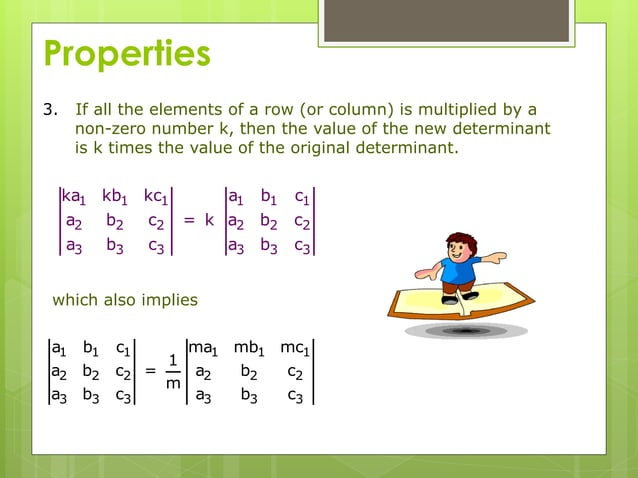 Properties
3. If all the elements of a row (or column) is multiplied by a
non-zero number k, then the value of the new determinant
is k times the value of the original determinant.
|ka₁ kb₁ kc₁| |a₁ b₁ c₁|
|a₂ b₂ c₂| = k |a₂ b₂ c₂|
|a₃ b₃ c₃| |a₃ b₃ c₃|
which also implies
|a₁ b₁ c₁| 1 |ma₁ mb₁ mc₁|
|a₂ b₂ c₂| = — |a₂ b₂ c₂|
|a₃ b₃ c₃| m |a₃ b₃ c₃|